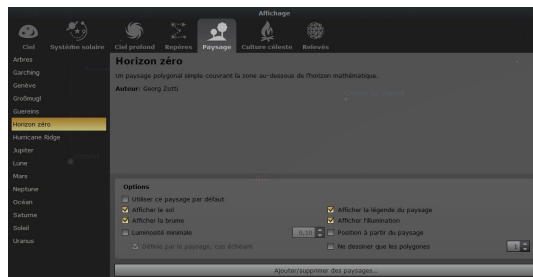 Affichage
Ciel Système solaire Ciel profond Repères Paysage Culture céleste Relevés
Arbres
Garching
Genève
Großmugl
Guereins
Horizon zéro
Hurricane Ridge
Jupiter
Lune
Mars
Neptune
Océan
Saturne
Soleil
Uranus
Horizon zéro
Un paysage polygonal simple couvrant la zone au-dessous de l'horizon mathématique.
Auteur: Georg Zotti
Options
Utiliser ce paysage par défaut
Afficher le sol Afficher la légende du paysage
Afficher la brume Afficher l'illumination
Luminosité minimale 0,10 Position à partir du paysage
Définie par le paysage, cas échéant Ne dessiner que les polygones 1
Ajouter/supprimer des paysages...